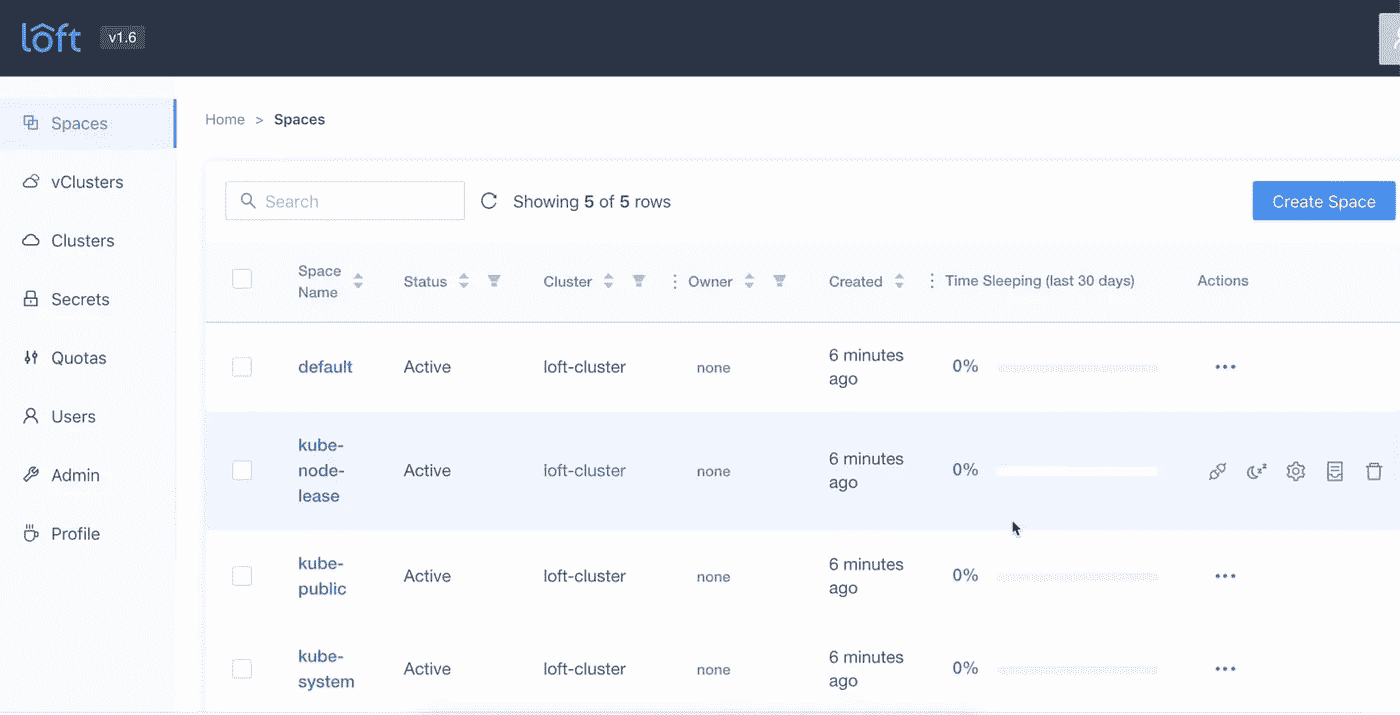 loft v1.6
Home > Spaces
Spaces
vClusters
Clusters
Secrets
Quotas
Users
Admin
Profile
Search
Showing 5 of 5 rows
Create Space
Space Name Status Cluster Owner Created Time Sleeping (last 30 days) Actions
default Active loft-cluster none 6 minutes ago 0%
kube-node-lease Active loft-cluster none 6 minutes ago 0%
kube-public Active loft-cluster none 6 minutes ago 0%
kube-system Active loft-cluster none 6 minutes ago 0%